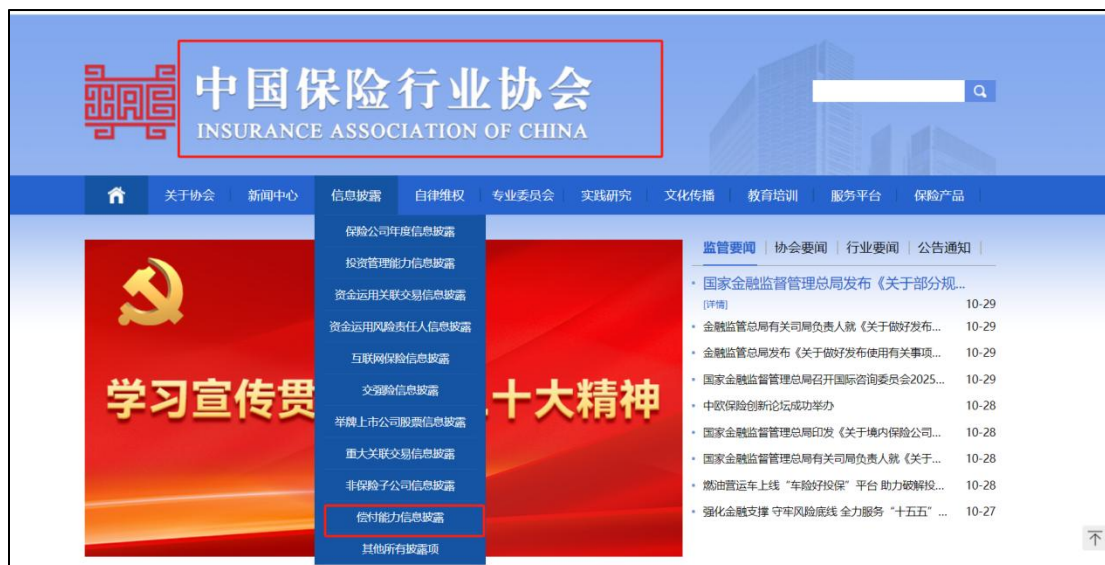 中国保险行业协会
INSURANCE ASSOCIATION OF CHINA
关于协会 新闻中心 信息披露 自律维权 专业委员会 实践研究 文化传播 教育培训 服务平台 保险产品
保险公司年度信息披露
投资管理能力信息披露
资金运用关联交易信息披露
资金运用风险责任人信息披露
互联网保险信息披露
交强险信息披露
举牌上市公司股票信息披露
重大关联交易信息披露
非保险子公司信息披露
偿付能力信息披露
其他所有披露项
学习宣传贯 二十大精神
监管要闻 协会要闻 行业要闻 公告通知
国家金融监督管理总局发布《关于部分规...
[详情] 10-29
金融监管总局有关司局负责人就《关于做好发布... 10-29
金融监管总局发布《关于做好发布使用有关事项... 10-29
国家金融监督管理总局召开国际咨询委员会2025... 10-29
中欧保险创新论坛成功举办 10-28
国家金融监督管理总局印发《关于境内保险公司... 10-28
国家金融监督管理总局有关司局负责人就《关于... 10-28
燃油营运车上线“车险好投保”平台 助力破解投... 10-28
强化金融支撑 守牢风险底线 全力服务“十五五”... 10-27